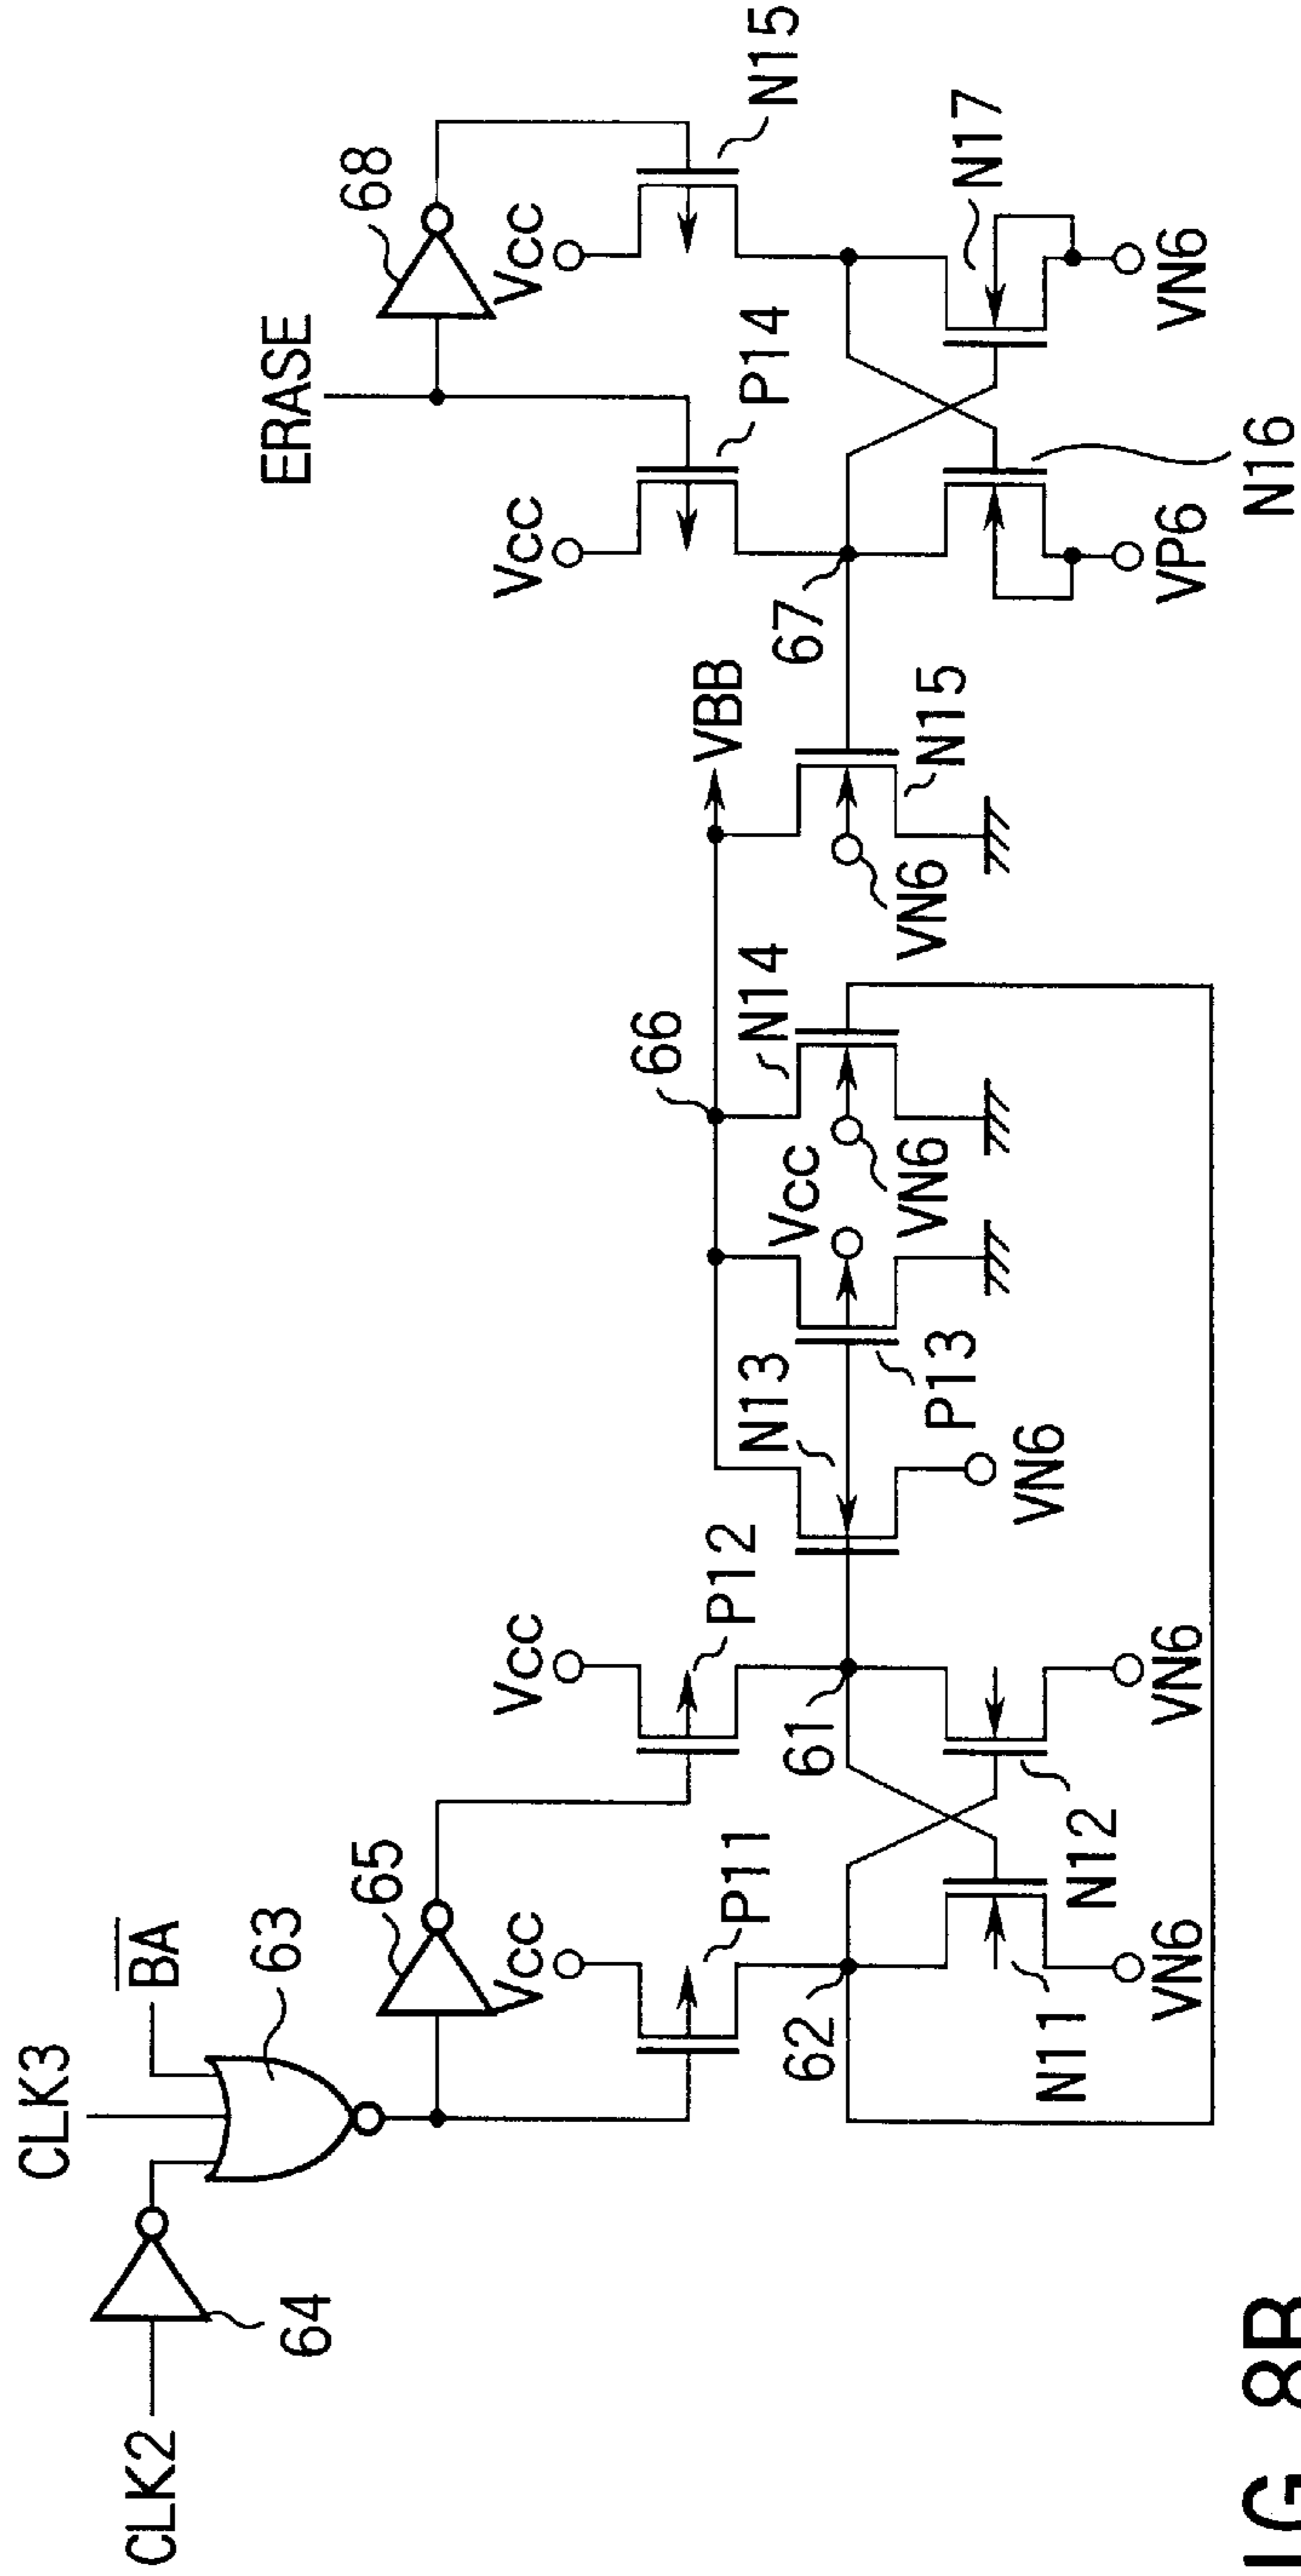 CLK2
64
CLK3
BA
63
65
Vcc
P11
Vcc
P12
62
61
N11
VN6
N12
VN6
N13
VN6
P13
Vcc
66
N14
VN6
VBB
N15
VN6
ERASE
68
Vcc
P14
Vcc
N15
67
N16
VP6
N17
VN6
IG 8B